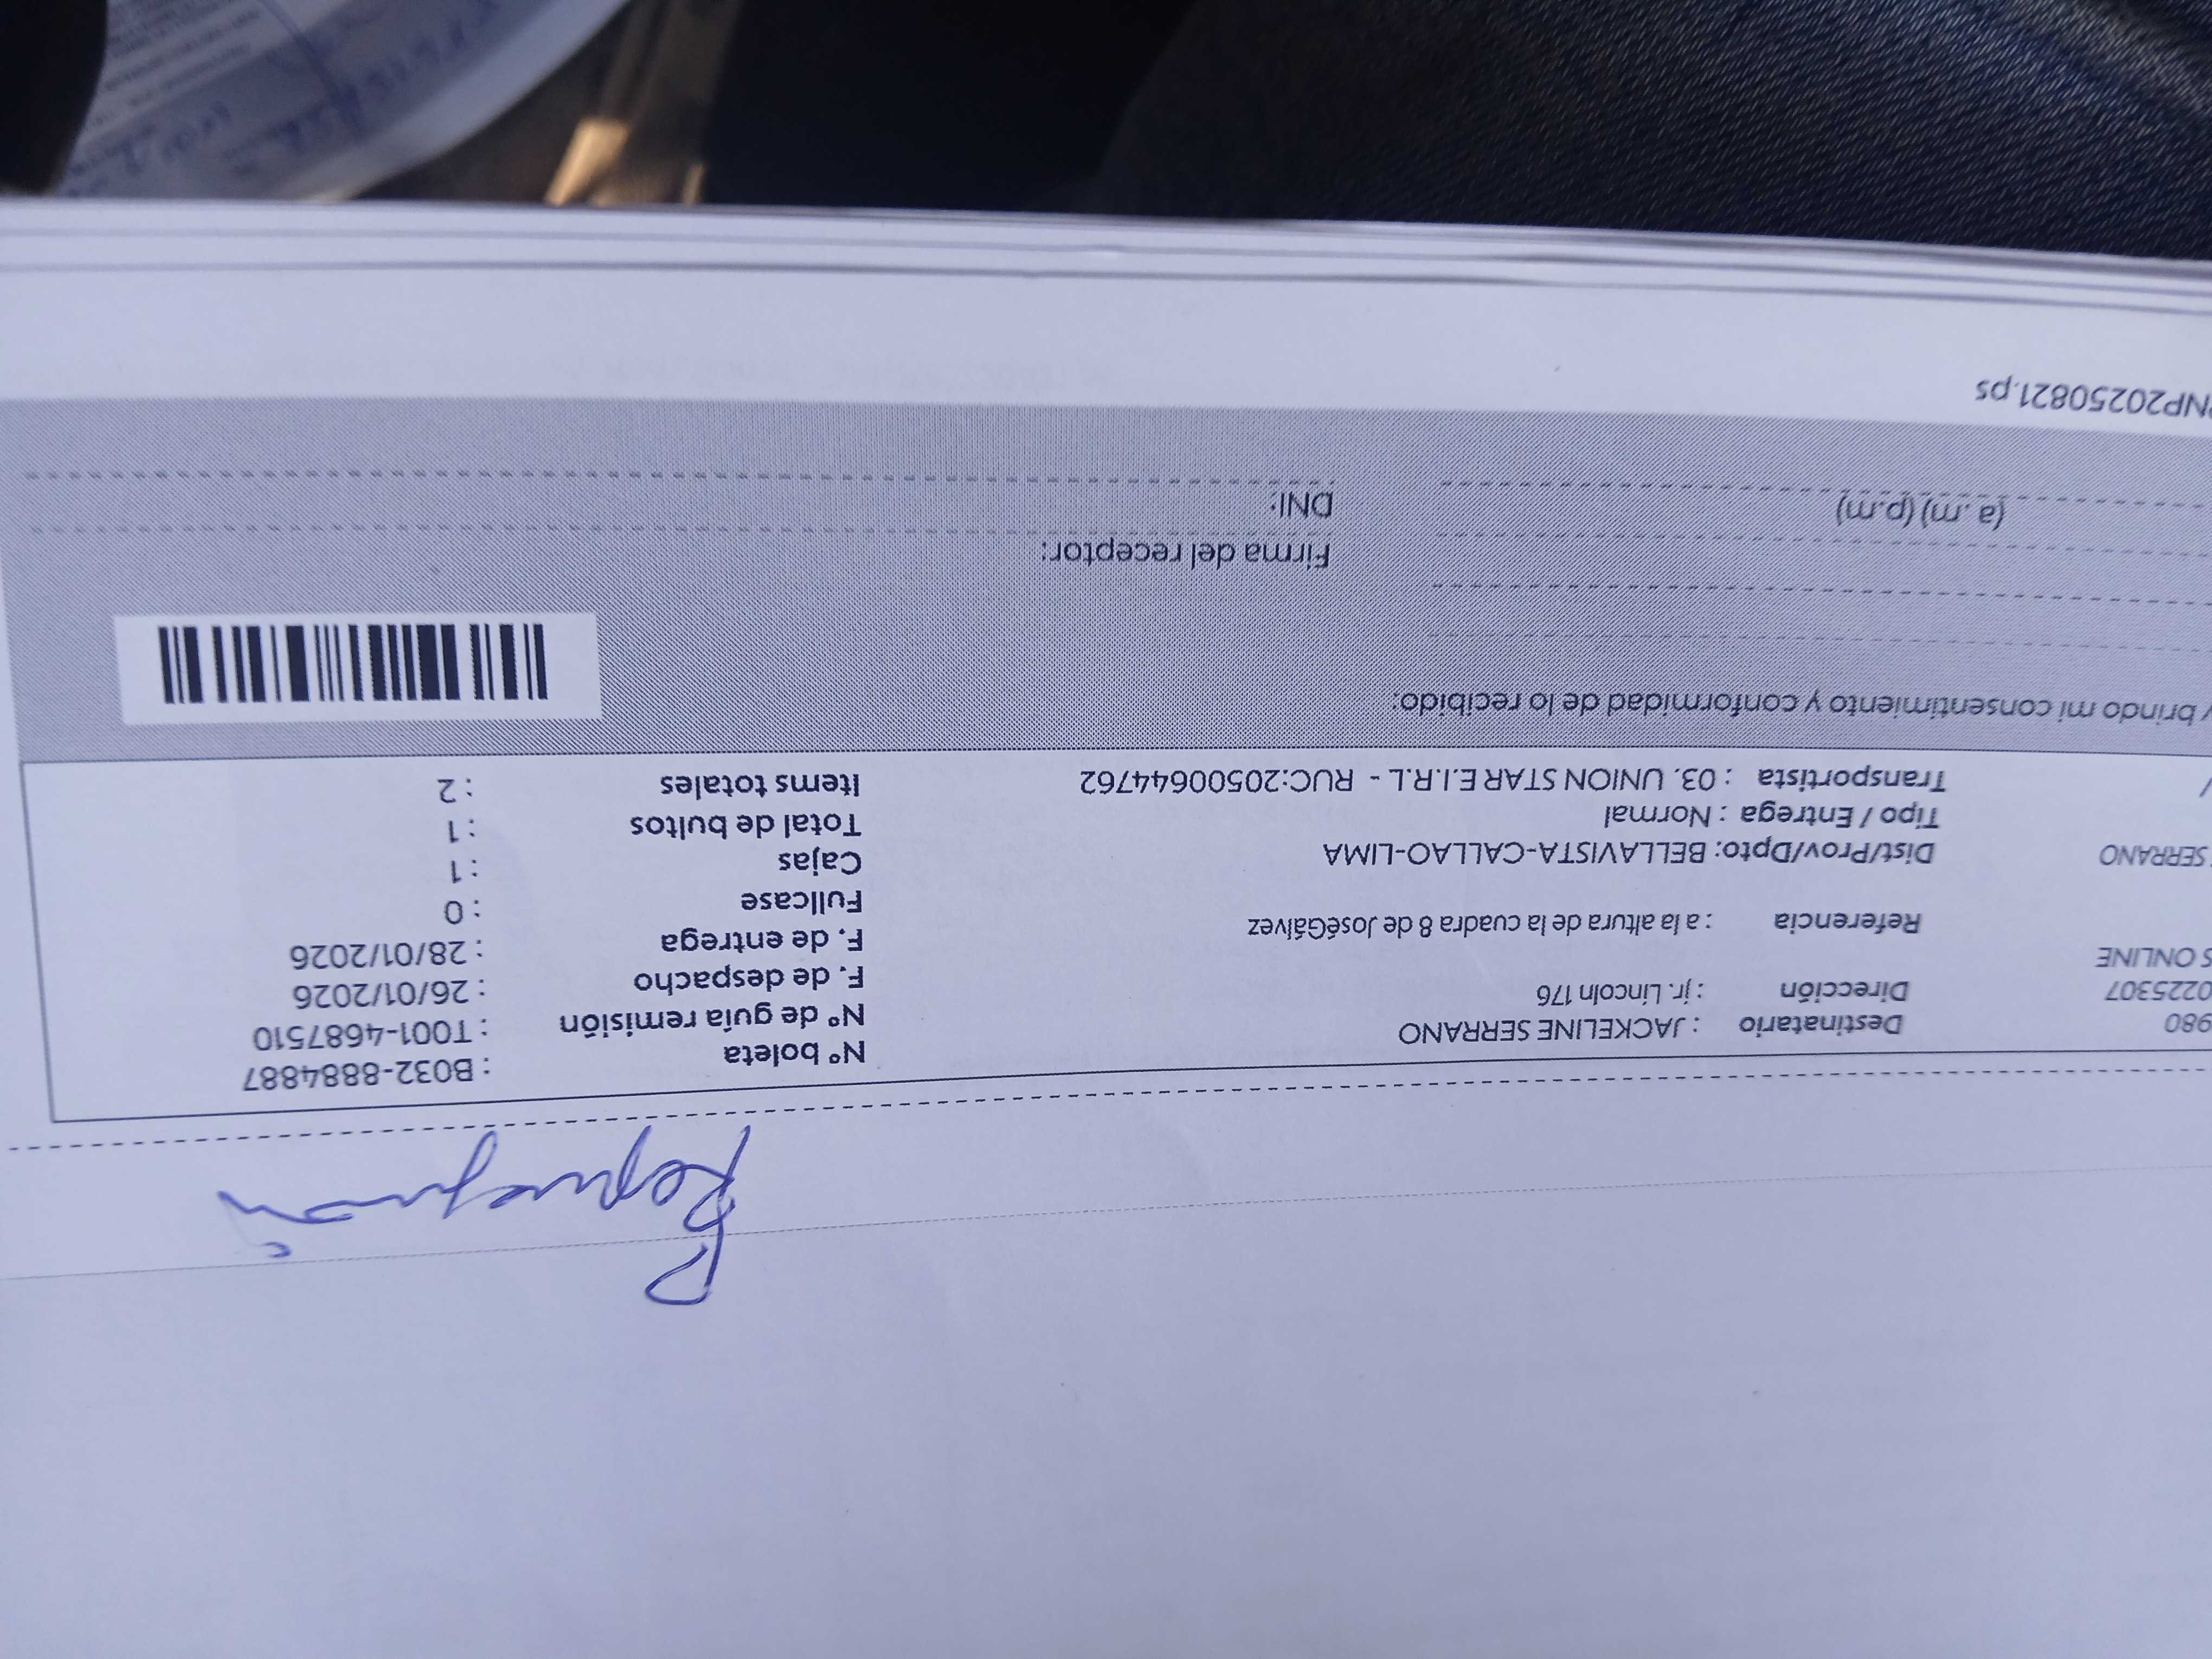 Reprogramación
980 Destinatario : JACKELINE SERRANO Nº boleta : B032-8884887
0225307 Dirección : jr. Lincoln 176 Nº de guía remisión : T001-4687510
S ONLINE F. de despacho : 26/01/2026
Referencia : a la altura de la cuadra 8 de JoséGálvez F. de entrega : 28/01/2026
Fullcase : 0
SERRANO Dist/Prov/Dpto: BELLAVISTA-CALLAO-LIMA Cajas : 1
Tipo / Entrega : Normal Total de bultos : 1
Transportista : 03. UNION STAR E.I.R.L - RUC:20500644762 Items totales : 2
y brindo mi consentimiento y conformidad de lo recibido:
Firma del receptor:
(a.m) (p.m) DNI:
NP20250821.ps